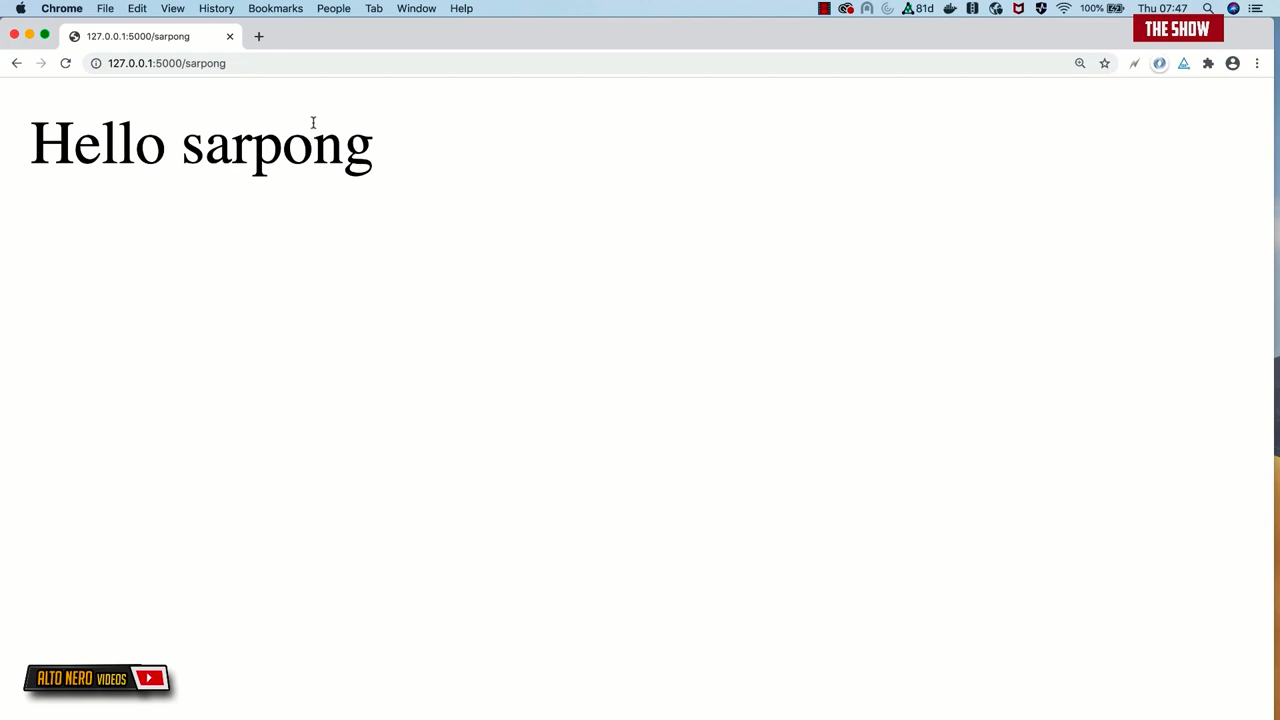 Chrome File Edit View History Bookmarks People Tab Window Help 81d 100% Thu 07:47
THE SHOW
127.0.0.1:5000/sarpong
127.0.0.1:5000/sarpong
Hello sarpong
ALTO NERO VIDEOS